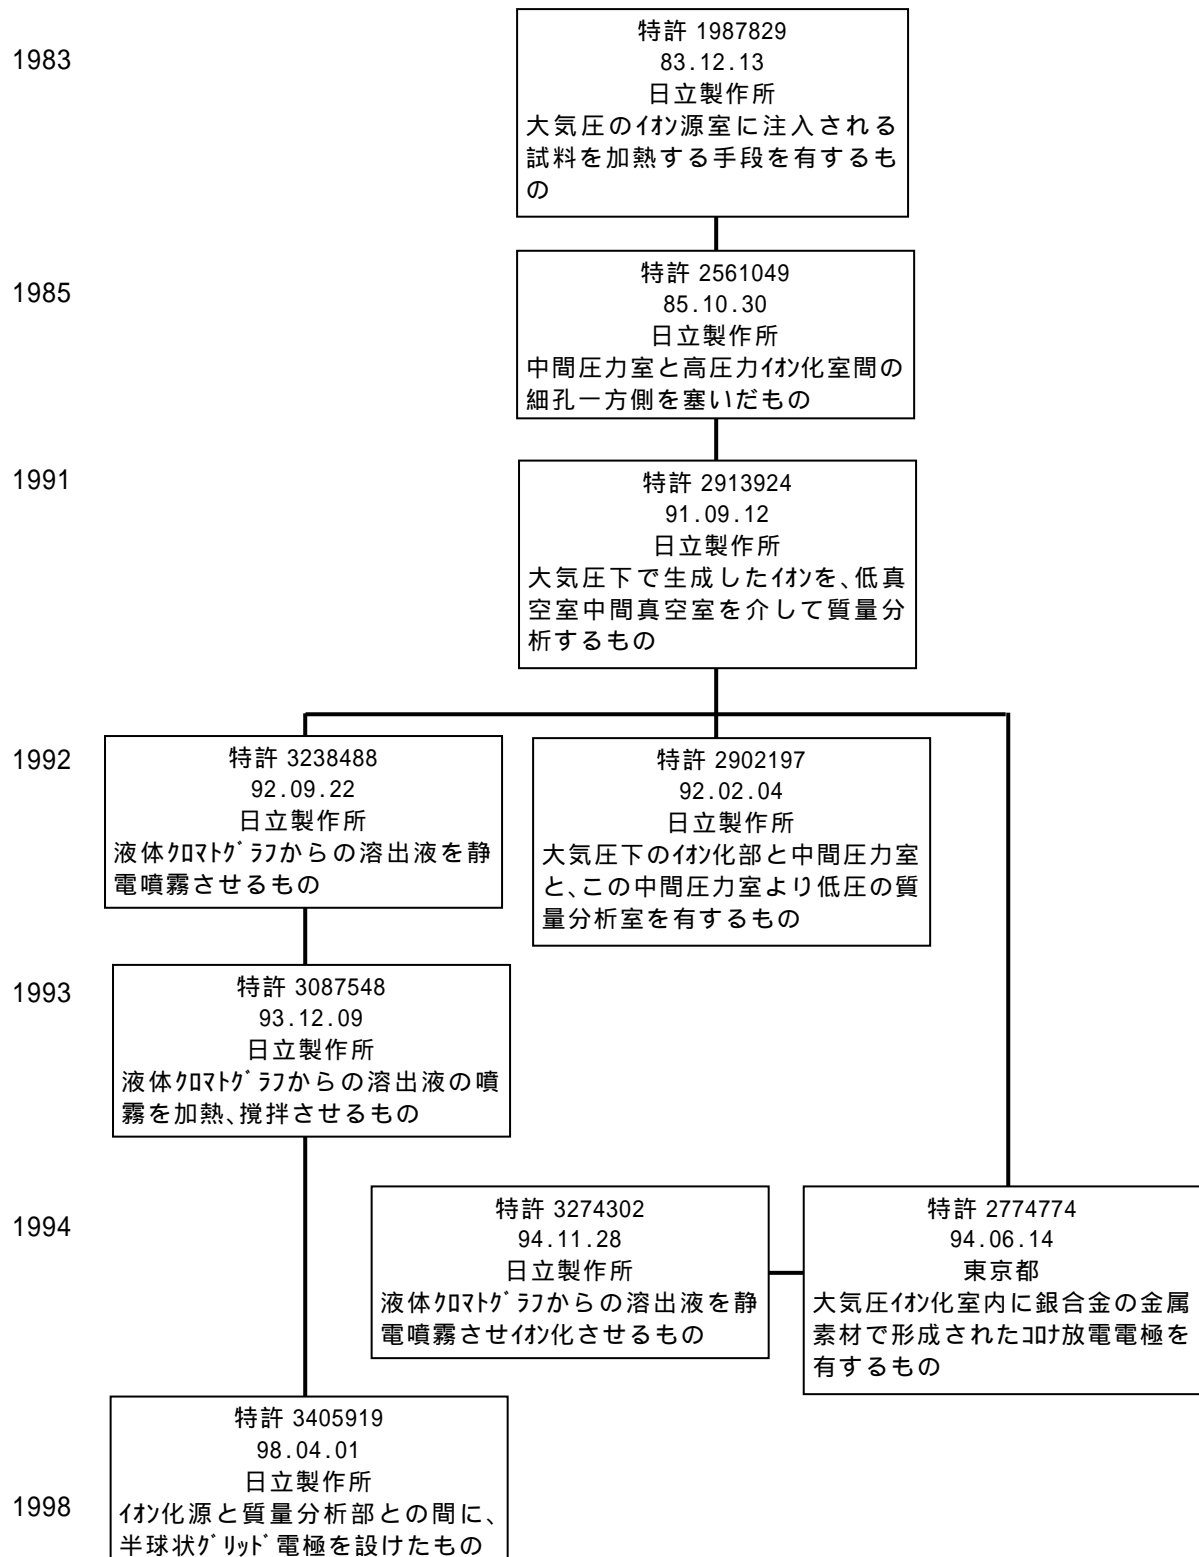 1983
特許 1987829
83.12.13
日立製作所
大気圧のｲｵﾝ源室に注入される
試料を加熱する手段を有するも
の
1985
特許 2561049
85.10.30
日立製作所
中間圧力室と高圧力ｲｵﾝ化室間の
細孔一方側を塞いだもの
1991
特許 2913924
91.09.12
日立製作所
大気圧下で生成したｲｵﾝを、低真
空室中間真空室を介して質量分
析するもの
1992
特許 3238488
92.09.22
日立製作所
液体ｸﾛﾏﾄｸﾞﾗﾌからの溶出液を静
電噴霧させるもの
特許 2902197
92.02.04
日立製作所
大気圧下のｲｵﾝ化部と中間圧力室
と、この中間圧力室より低圧の質
量分析室を有するもの
1993
特許 3087548
93.12.09
日立製作所
液体ｸﾛﾏﾄｸﾞﾗﾌからの溶出液の噴
霧を加熱、撹拌させるもの
1994
特許 3274302
94.11.28
日立製作所
液体ｸﾛﾏﾄｸﾞﾗﾌからの溶出液を静
電噴霧させｲｵﾝ化させるもの
特許 2774774
94.06.14
東京都
大気圧ｲｵﾝ化室内に銀合金の金属
素材で形成されたｺﾛﾅ放電電極を
有するもの
1998
特許 3405919
98.04.01
日立製作所
ｲｵﾝ化源と質量分析部との間に、
半球状ｸﾞﾘｯﾄﾞ電極を設けたもの